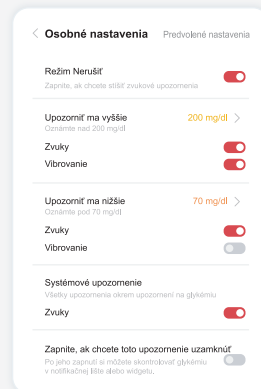 Osobné nastavenia
Predvolené nastavenia
Režim Nerušiť
Zapnite, ak chcete stíšiť zvukové upozornenia
Upozorniť ma vyššie
200 mg/dl
Oznámte nad 200 mg/dl
Zvuky
Vibrovanie
Upozorniť ma nižšie
70 mg/dl
Oznámte pod 70 mg/dl
Zvuky
Vibrovanie
Systémové upozornenie
Všetky upozornenia okrem upozornení na glykémiu
Zvuky
Zapnite, ak chcete toto upozornenie uzamknúť
Po jeho zapnutí si môžete skontrolovať glykémiu
v notifikačnej lište alebo widgetu.